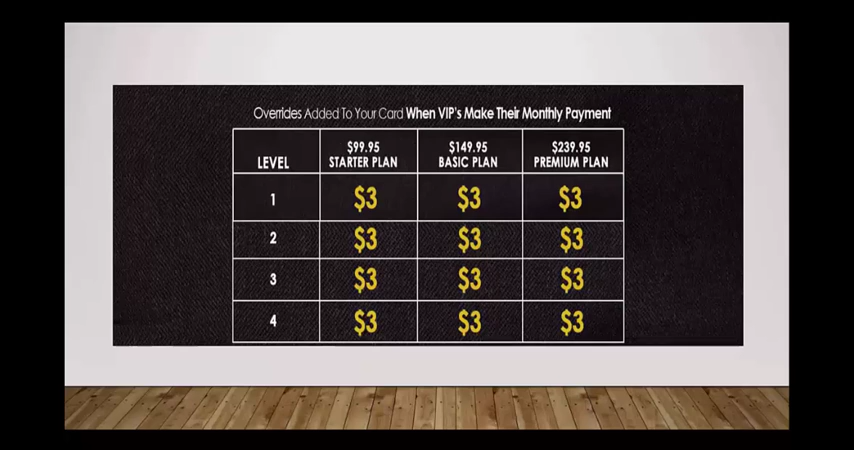 Overrides Added To Your Card When VIP's Make Their Monthly Payment
LEVEL
$99.95
STARTER PLAN
$149.95
BASIC PLAN
$239.95
PREMIUM PLAN
1 $3 $3 $3
2 $3 $3 $3
3 $3 $3 $3
4 $3 $3 $3